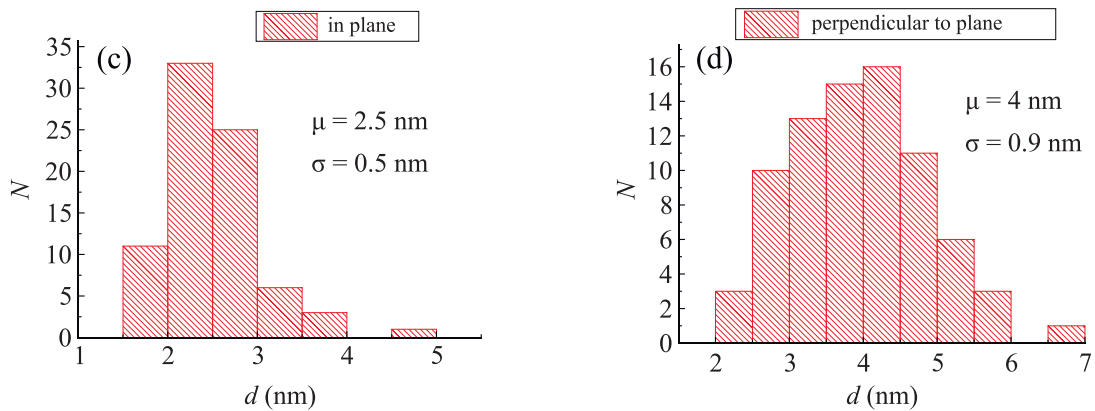 in plane
(c)
μ = 2.5 nm
σ = 0.5 nm
N
35
30
25
20
15
10
5
0
1 2 3 4 5
d (nm)
perpendicular to plane
(d)
μ = 4 nm
σ = 0.9 nm
N
16
14
12
10
8
6
4
2
0
2 3 4 5 6 7
d (nm)